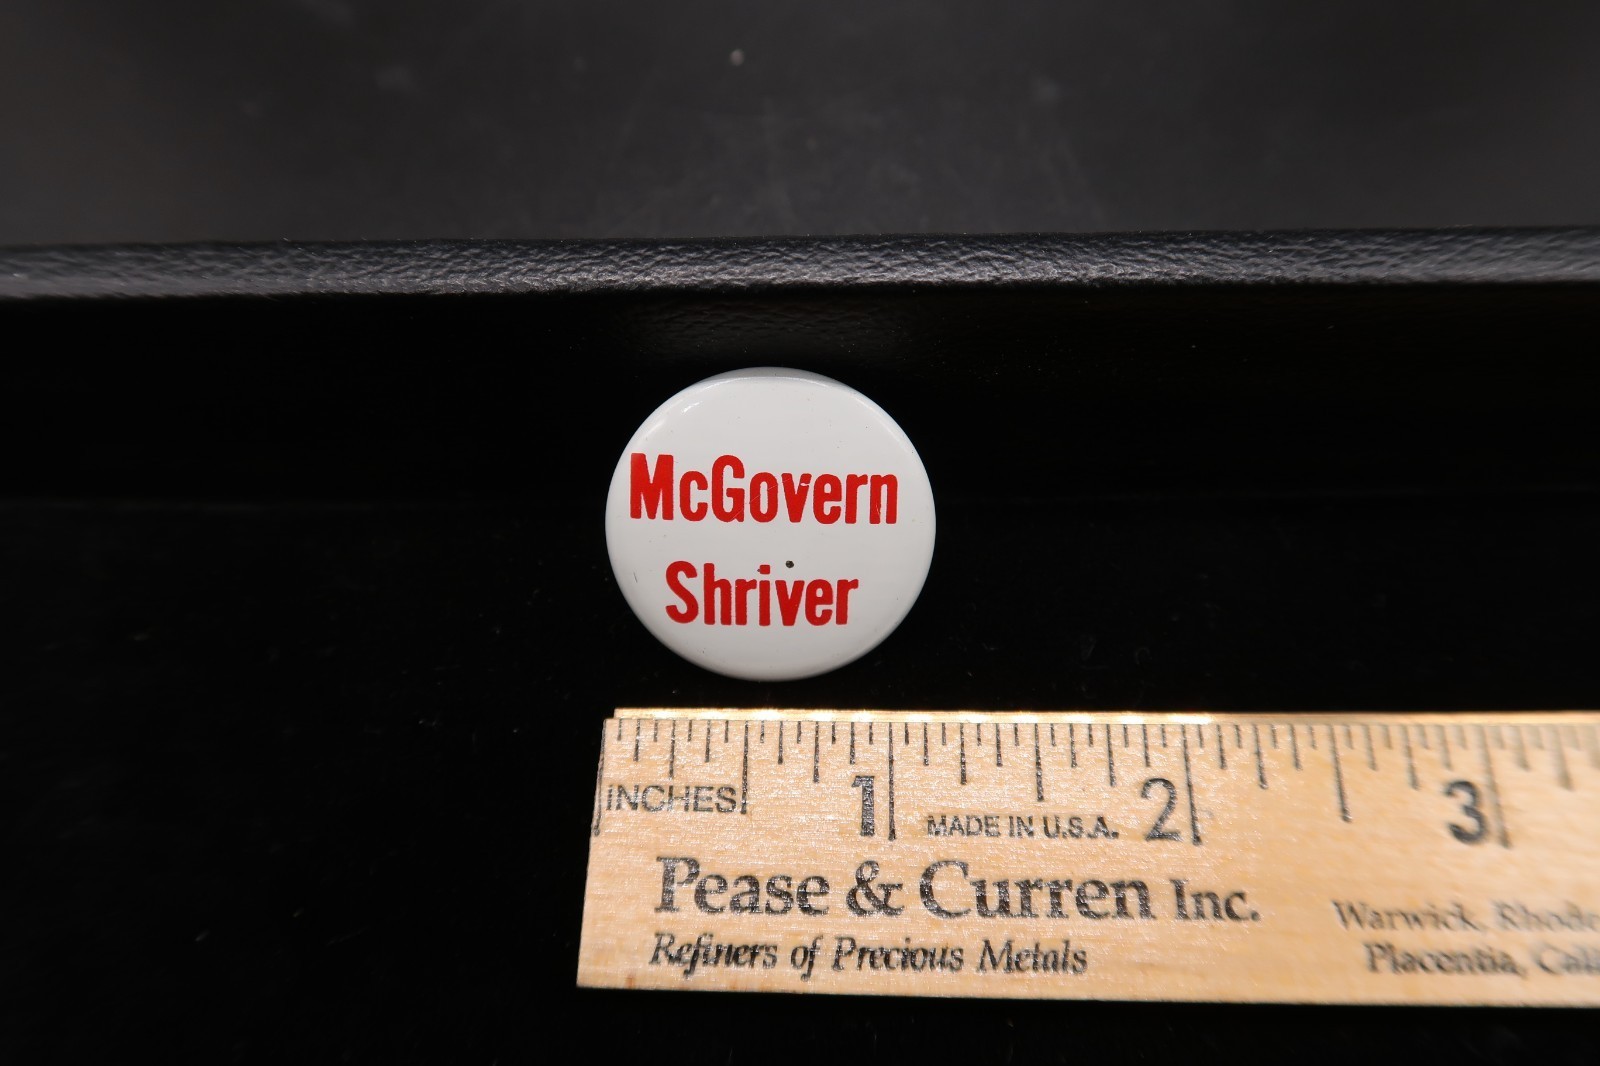 McGovern
Shriver
INCHES
1
2
3
MADE IN U.S.A.
Pease & Curren Inc.
Refiners of Precious Metals
Warwick,
Placentia,